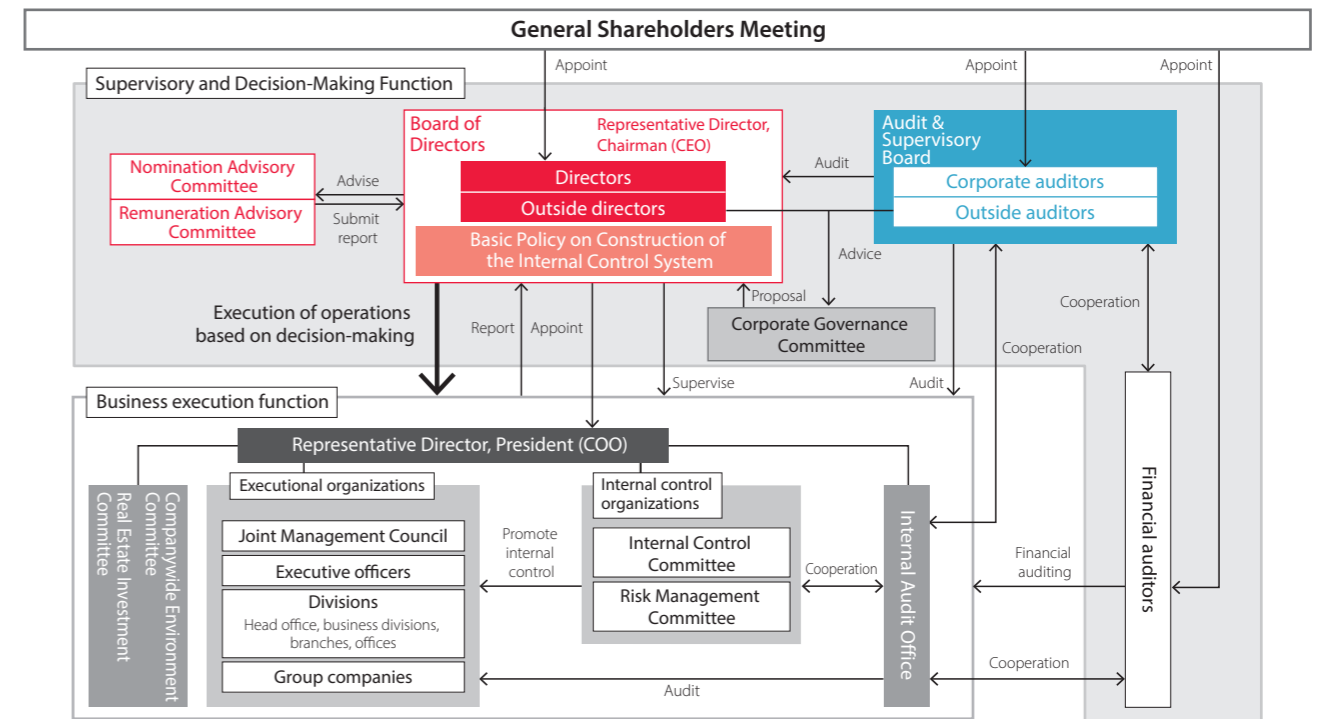 General Shareholders Meeting
Appoint
Appoint
Appoint
Supervisory and Decision-Making Function
Board of
Directors
Representative Director,
Chairman (CEO)
Directors
Outside directors
Basic Policy on Construction of
the Internal Control System
Audit &
Supervisory
Board
Corporate auditors
Outside auditors
Audit
Nomination Advisory
Committee
Remuneration Advisory
Committee
Advise
Submit
report
Advice
Proposal
Corporate Governance
Committee
Cooperation
Cooperation
Execution of operations
based on decision-making
Report
Appoint
Supervise
Audit
Business execution function
Representative Director, President (COO)
Companywide Environment
Committee
Real Estate Investment
Committee
Executional organizations
Joint Management Council
Executive officers
Divisions
Head office, business divisions,
branches, offices
Group companies
Promote
internal
control
Internal control
organizations
Internal Control
Committee
Risk Management
Committee
Cooperation
Internal Audit Office
Financial
auditing
Financial auditors
Cooperation
Audit